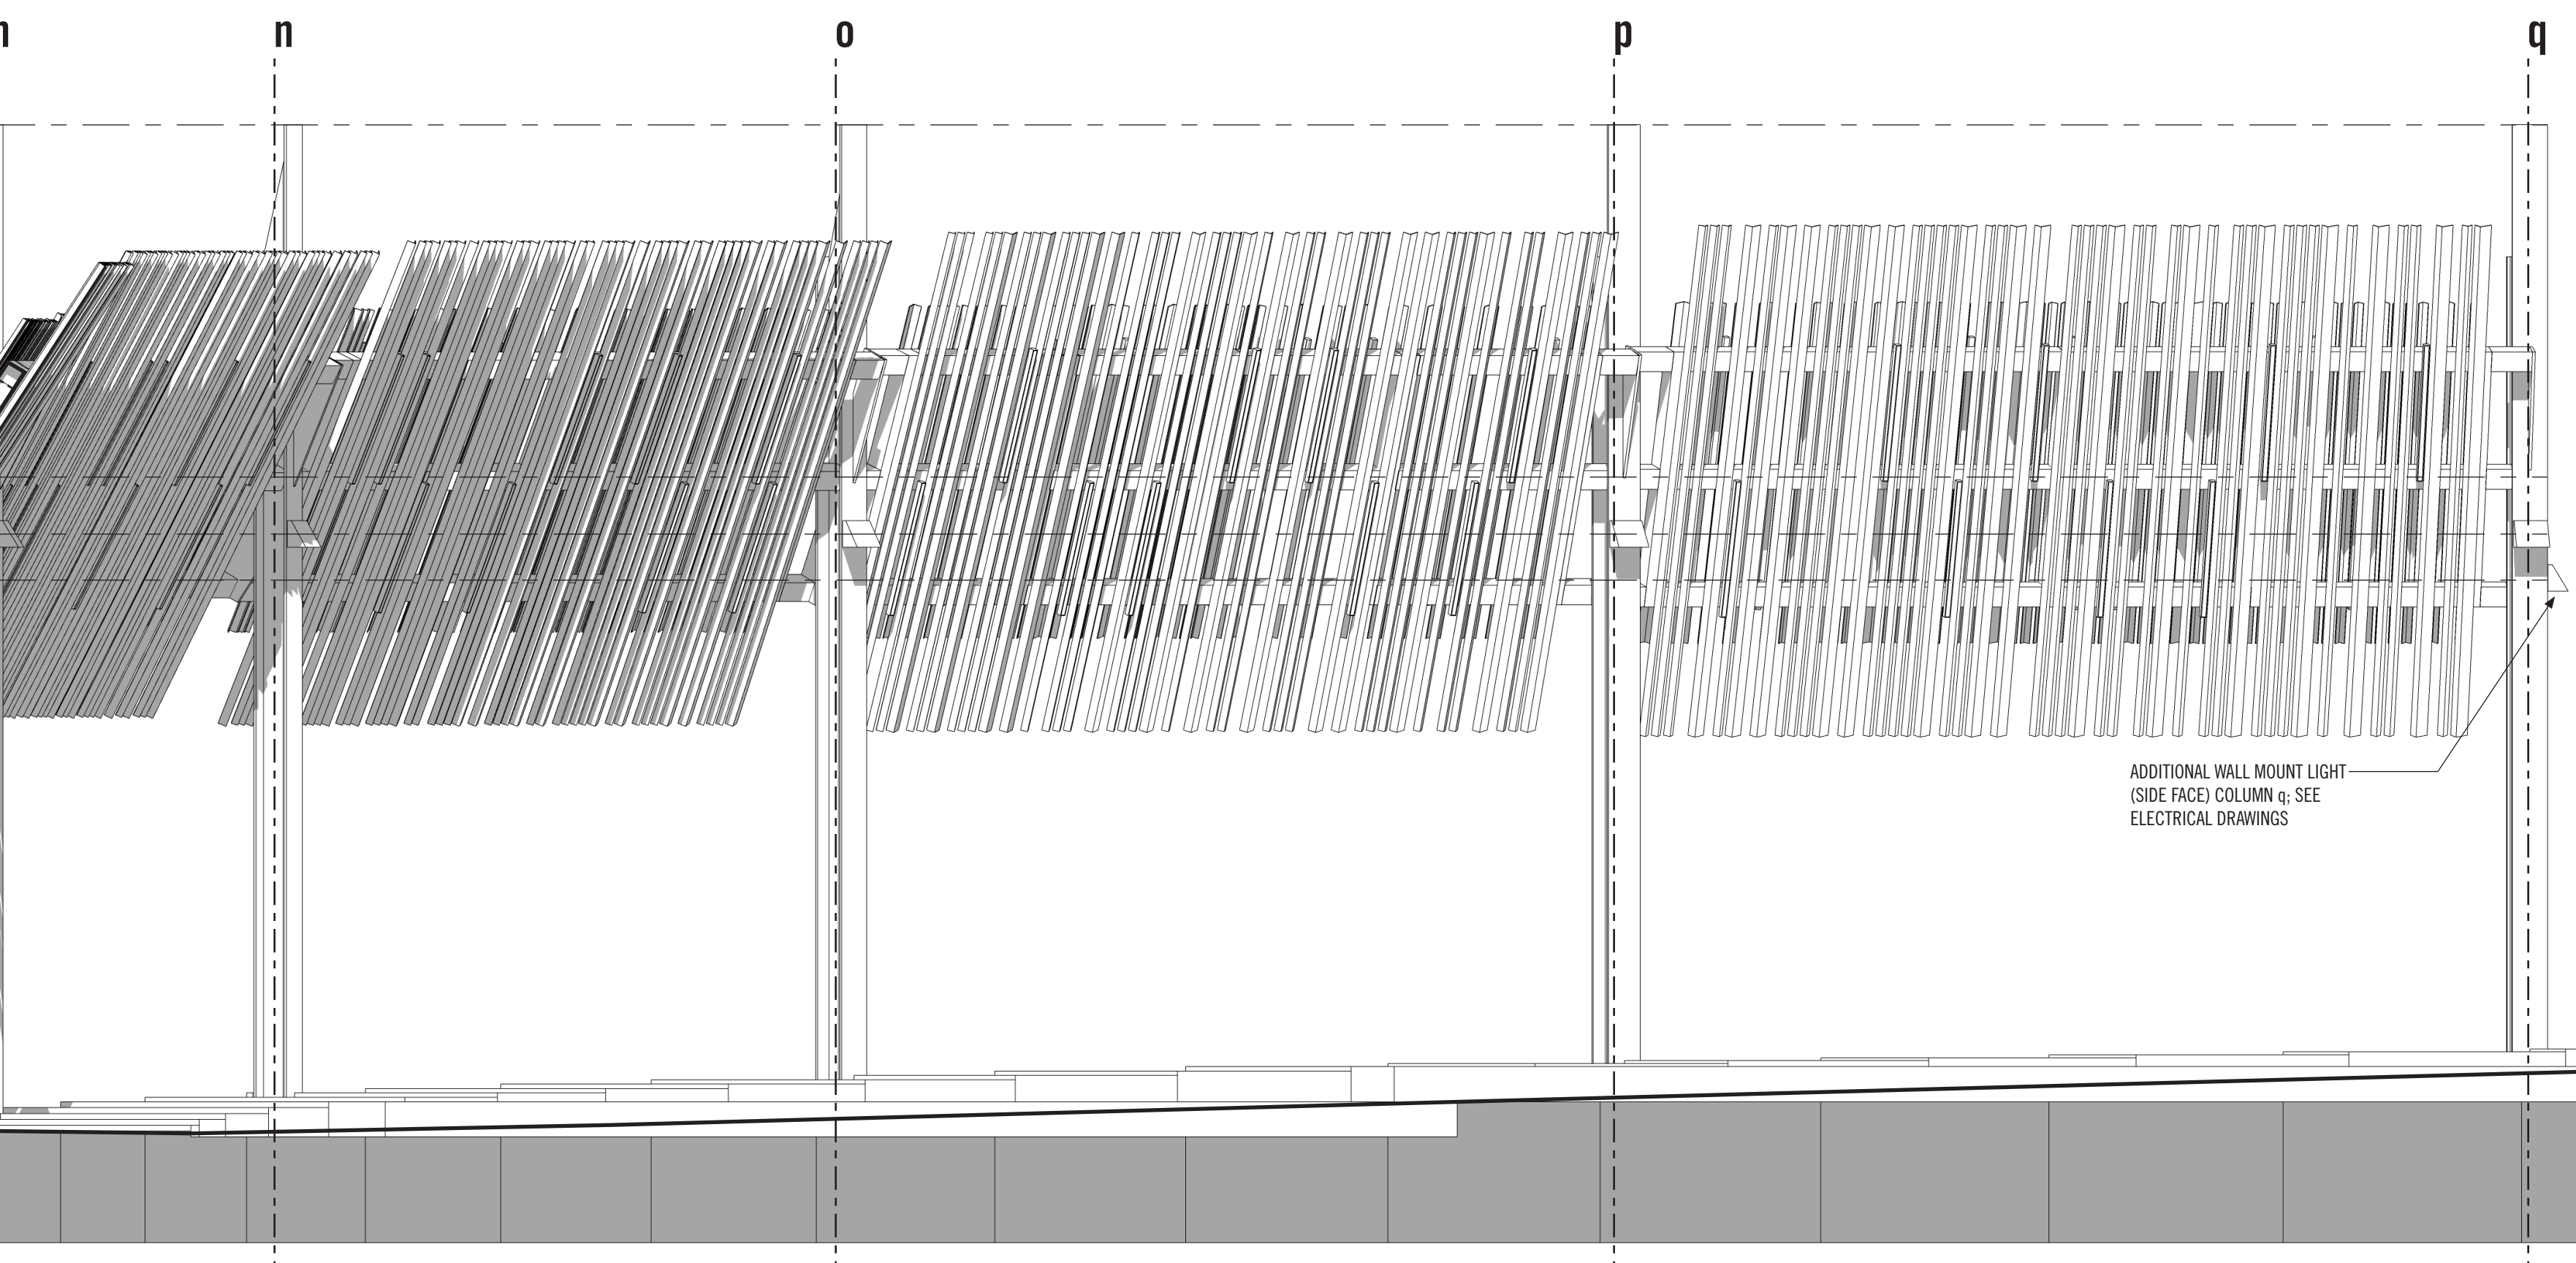 n o p q
ADDITIONAL WALL MOUNT LIGHT
(SIDE FACE) COLUMN q; SEE
ELECTRICAL DRAWINGS